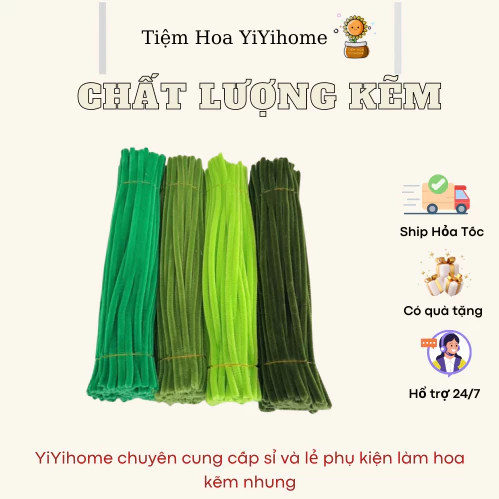 Tiệm Hoa YiYihome
CHẤT LƯỢNG KẼM
Ship Hỏa Tôc
Có quà tặng
Hổ trợ 24/7
YiYihome chuyên cung cấp sỉ và lẻ phụ kiện làm hoa
kẽm nhung